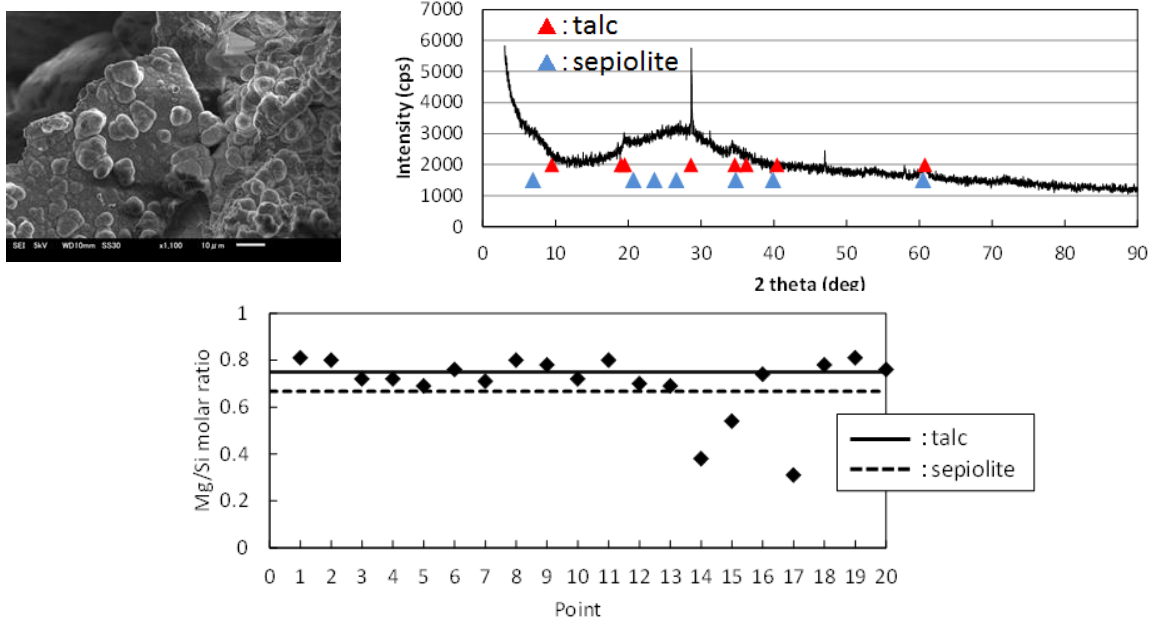 SEI 5kV WD10mm SS30 x1,100 10μm
: talc
: sepiolite
Intensity (cps)
7000
6000
5000
4000
3000
2000
1000
0
0 10 20 30 40 50 60 70 80 90
2 theta (deg)
Mg/Si molar ratio
1
0.8
0.6
0.4
0.2
0
0 1 2 3 4 5 6 7 8 9 10 11 12 13 14 15 16 17 18 19 20
Point
: talc
: sepiolite